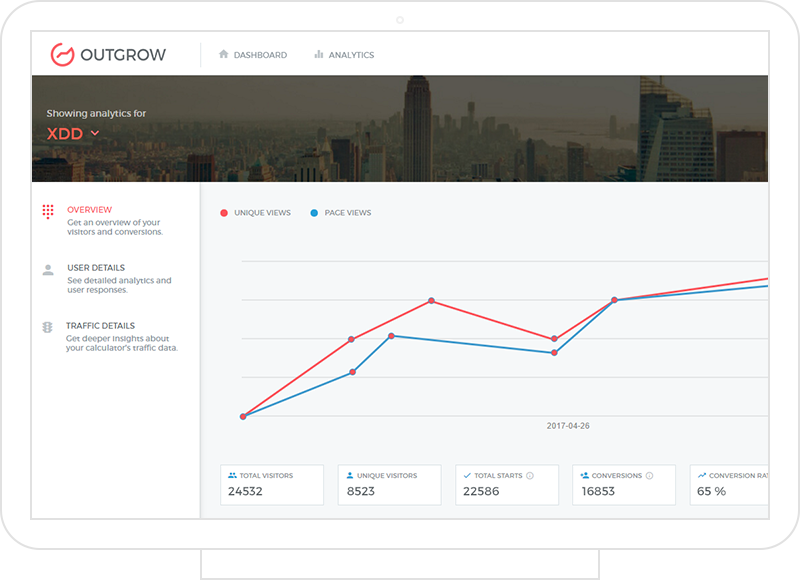 OUTGROW
DASHBOARD
ANALYTICS
Showing analytics for
XDD
OVERVIEW
Get an overview of your
visitors and conversions.
USER DETAILS
See detailed analytics and
user responses.
TRAFFIC DETAILS
Get deeper insights about
your calculator's traffic data.
UNIQUE VIEWS
PAGE VIEWS
2017-04-26
TOTAL VISITORS
24532
UNIQUE VISITORS
8523
TOTAL STARTS
22586
CONVERSIONS
16853
CONVERSION RAT
65 %